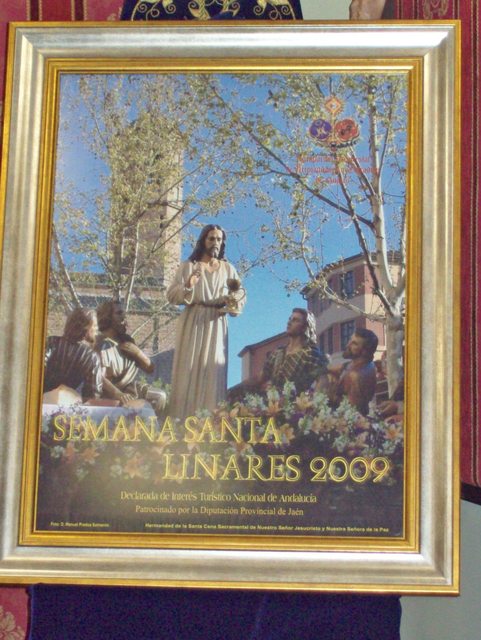 SEMANA SANTA
LINARES 2009
Declarada de Interés Turístico Nacional de Andalucía
Patrocinado por la Diputación Provincial de Jaén
Hermandad de la Santa Cena Sacramental de Nuestro Señor Jesucristo y Nuestra Señora de la Paz